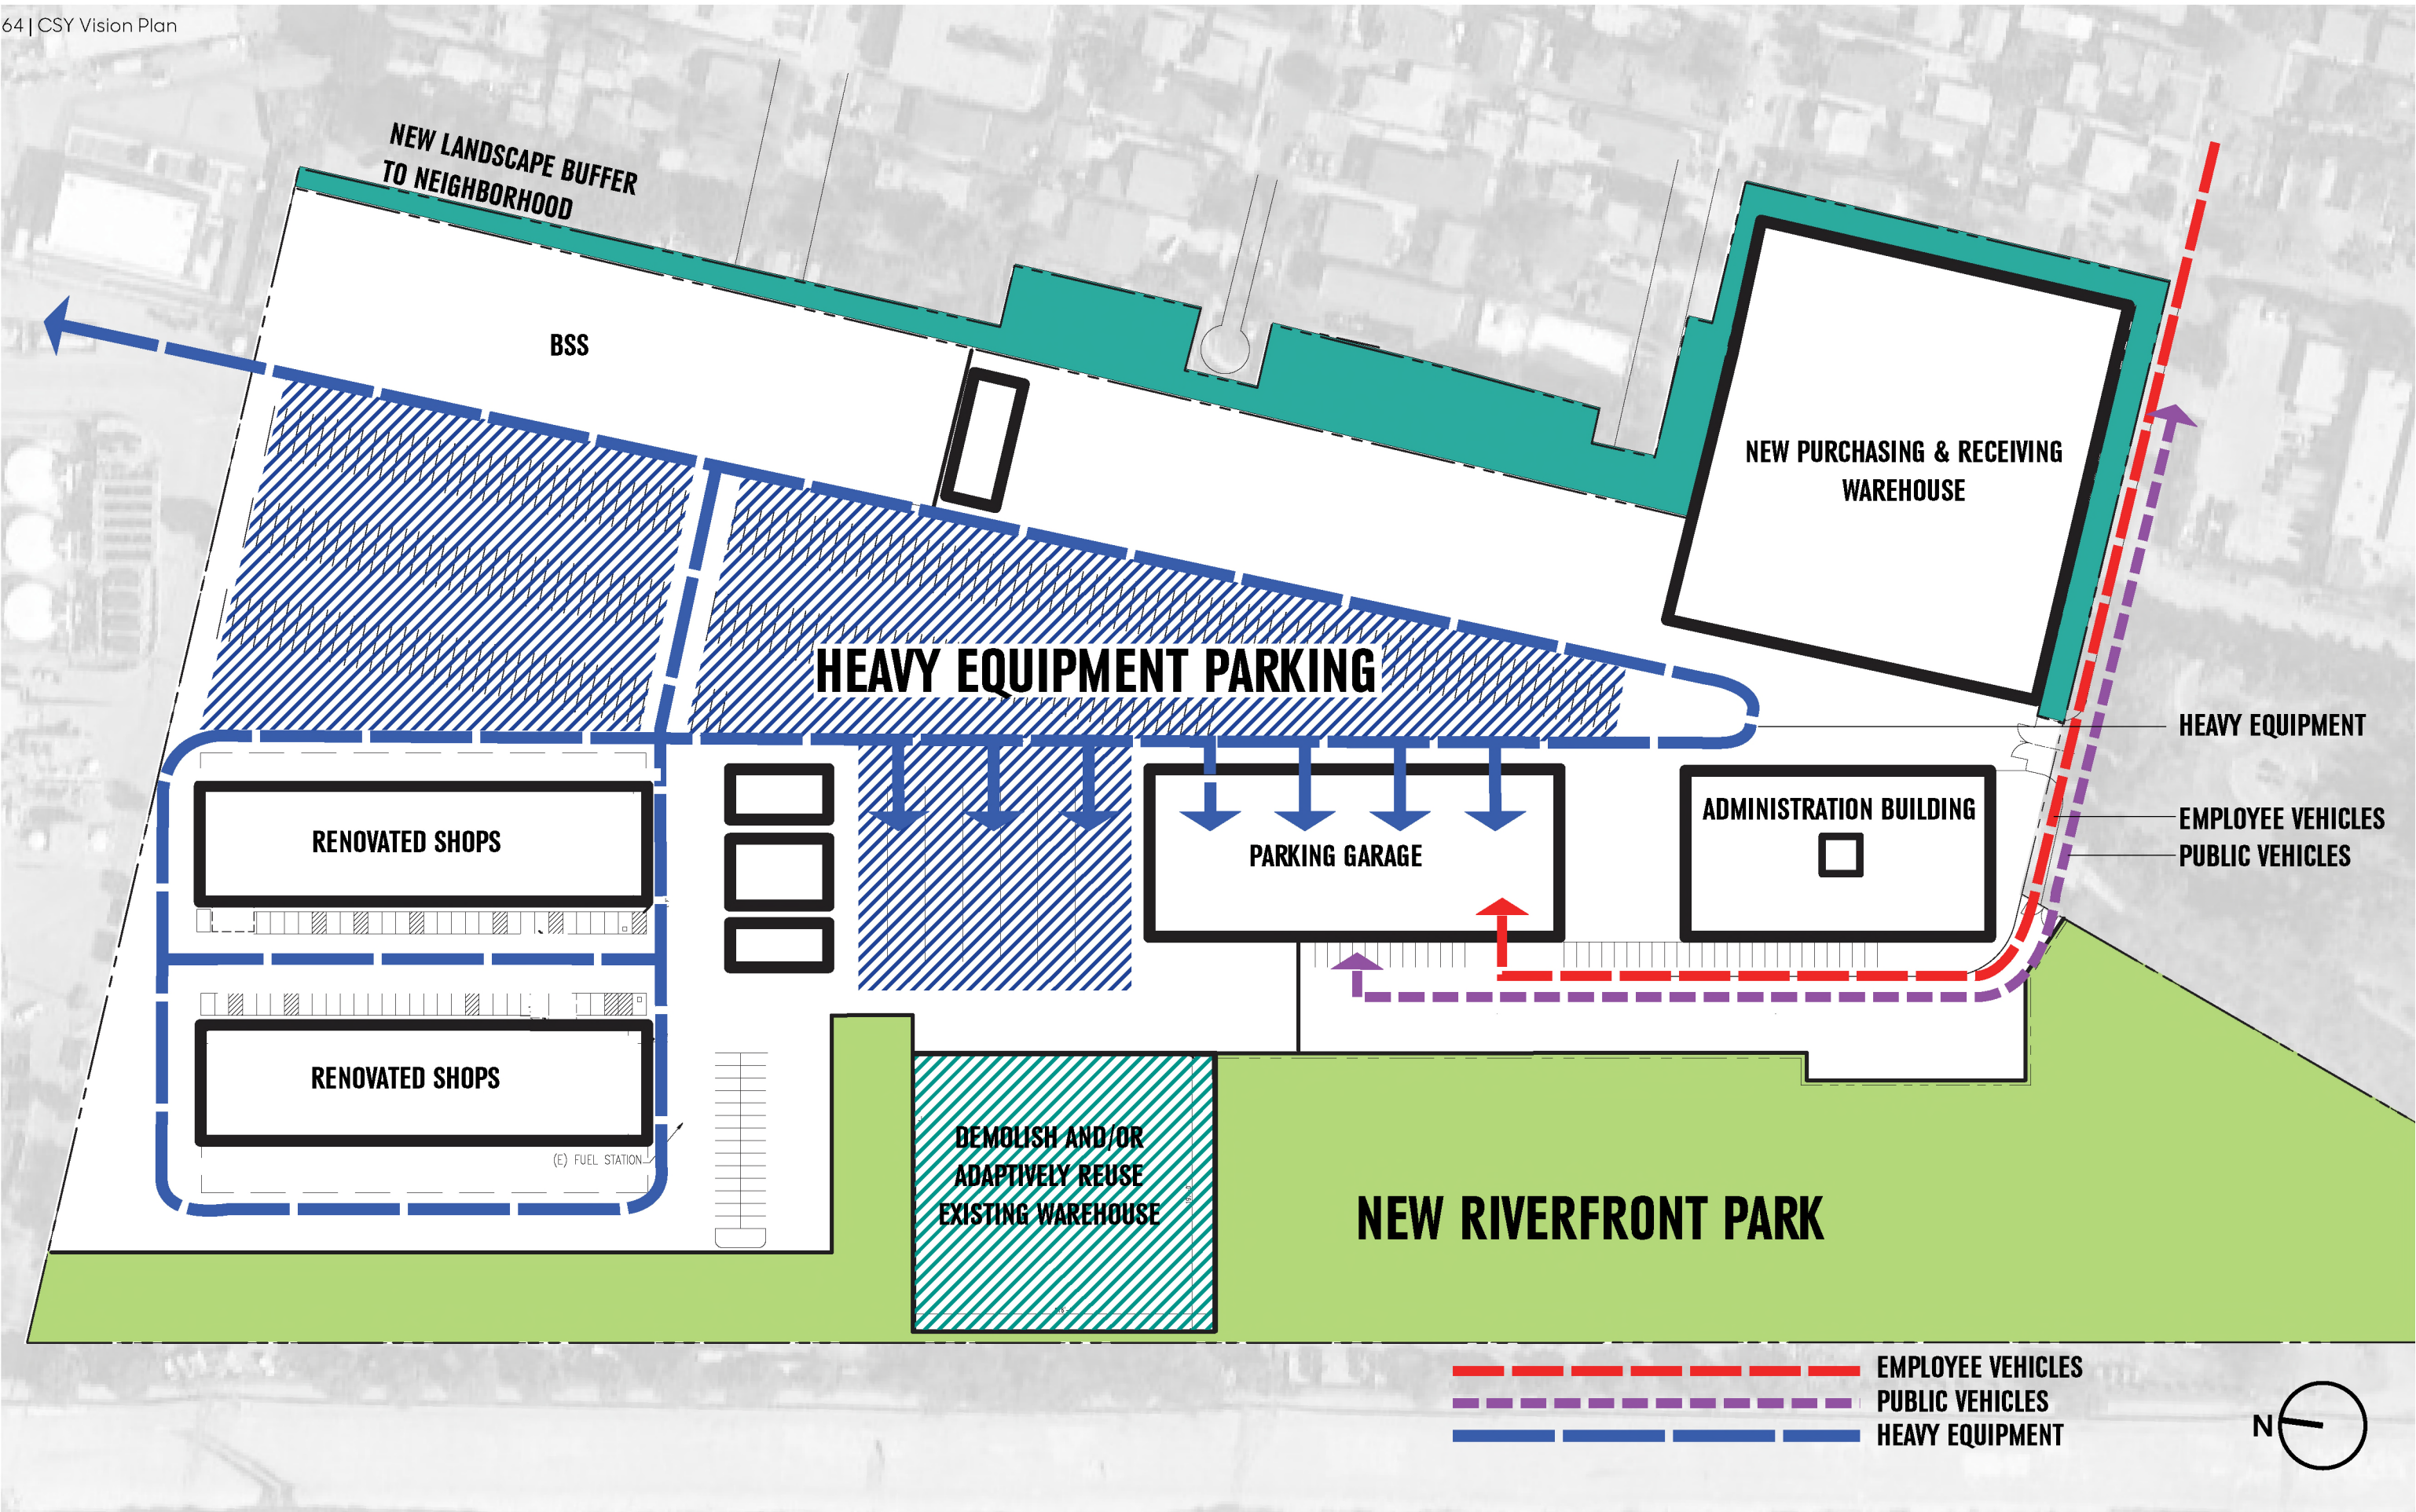 64 | CSY Vision Plan
NEW LANDSCAPE BUFFER
TO NEIGHBORHOOD
BSS
NEW PURCHASING & RECEIVING
WAREHOUSE
HEAVY EQUIPMENT PARKING
HEAVY EQUIPMENT
ADMINISTRATION BUILDING
EMPLOYEE VEHICLES
RENOVATED SHOPS
PARKING GARAGE
PUBLIC VEHICLES
RENOVATED SHOPS
(E) FUEL STATION
DEMOLISH AND/OR
ADAPTIVELY REUSE
EXISTING WAREHOUSE
NEW RIVERFRONT PARK
EMPLOYEE VEHICLES
PUBLIC VEHICLES
HEAVY EQUIPMENT
N